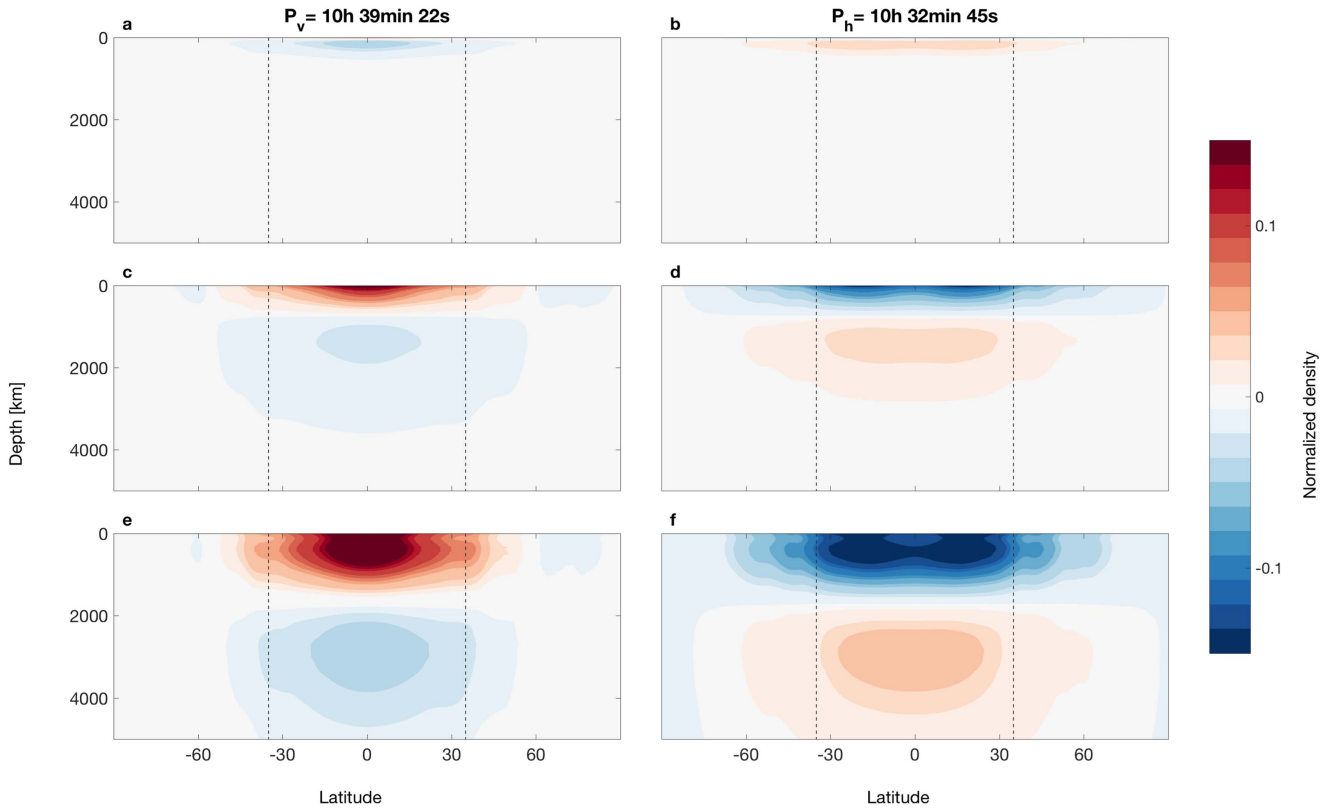 P_v= 10h 39min 22s
P_h= 10h 32min 45s
a
b
0
2000
4000
c
d
0
2000
4000
e
f
0
2000
4000
-60 -30 0 30 60
-60 -30 0 30 60
Latitude
Latitude
Depth [km]
0.1
0
-0.1
Normalized density